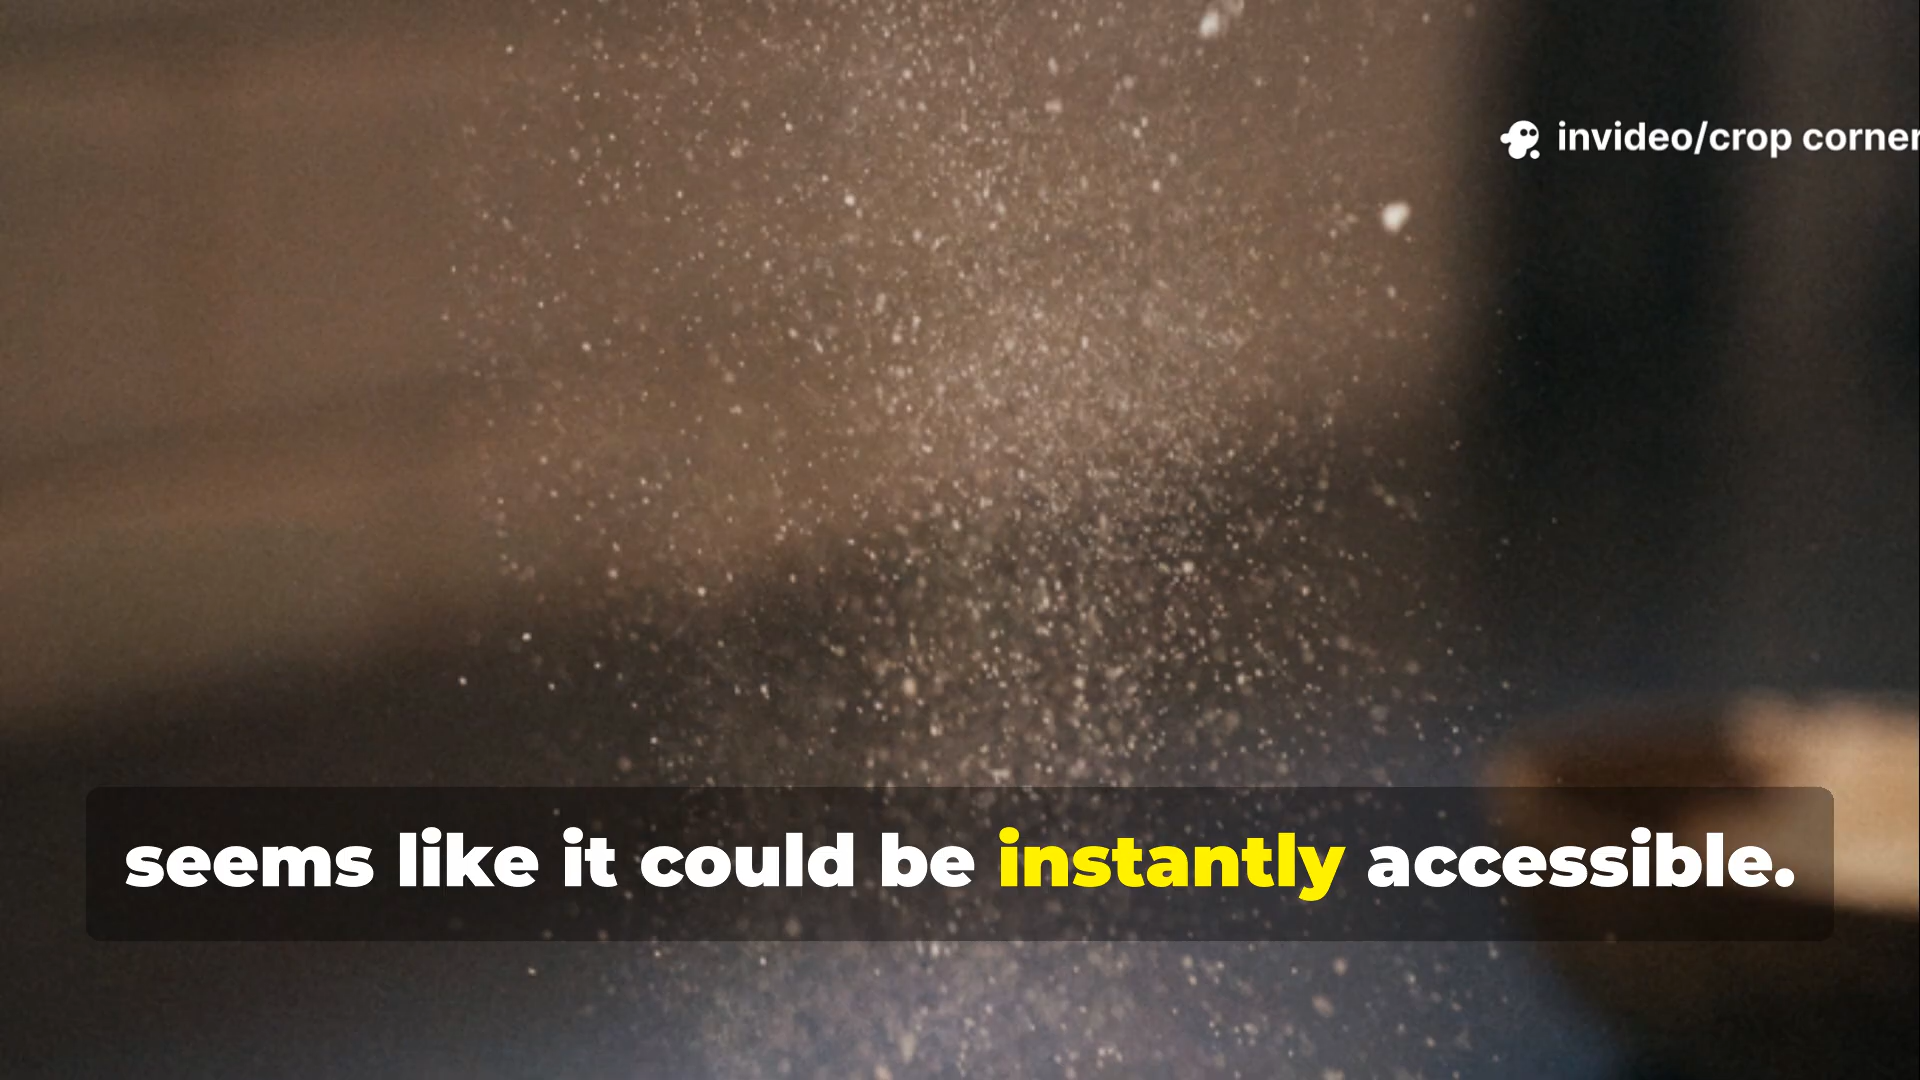 invideo/crop corner
seems like it could be instantly accessible.